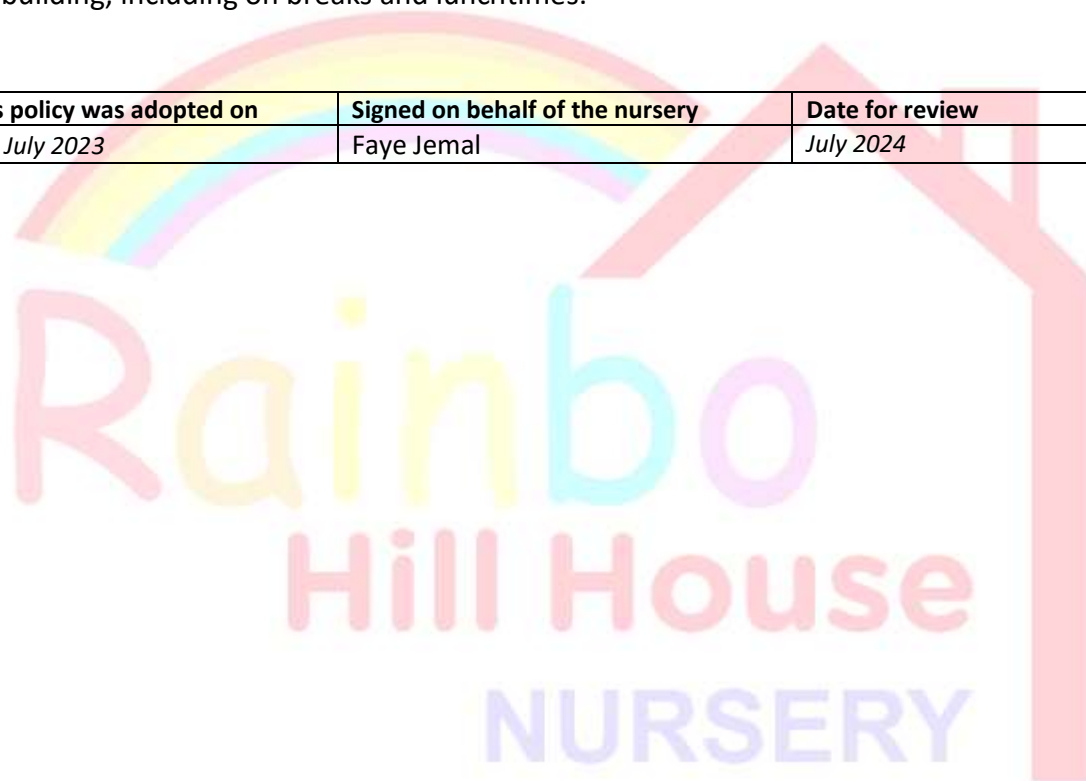 building, including on breaks and lunchtimes.
s policy was adopted on Signed on behalf of the nursery Date for review
July 2023 Faye Jemal July 2024
Rainbo
Hill House
NURSERY